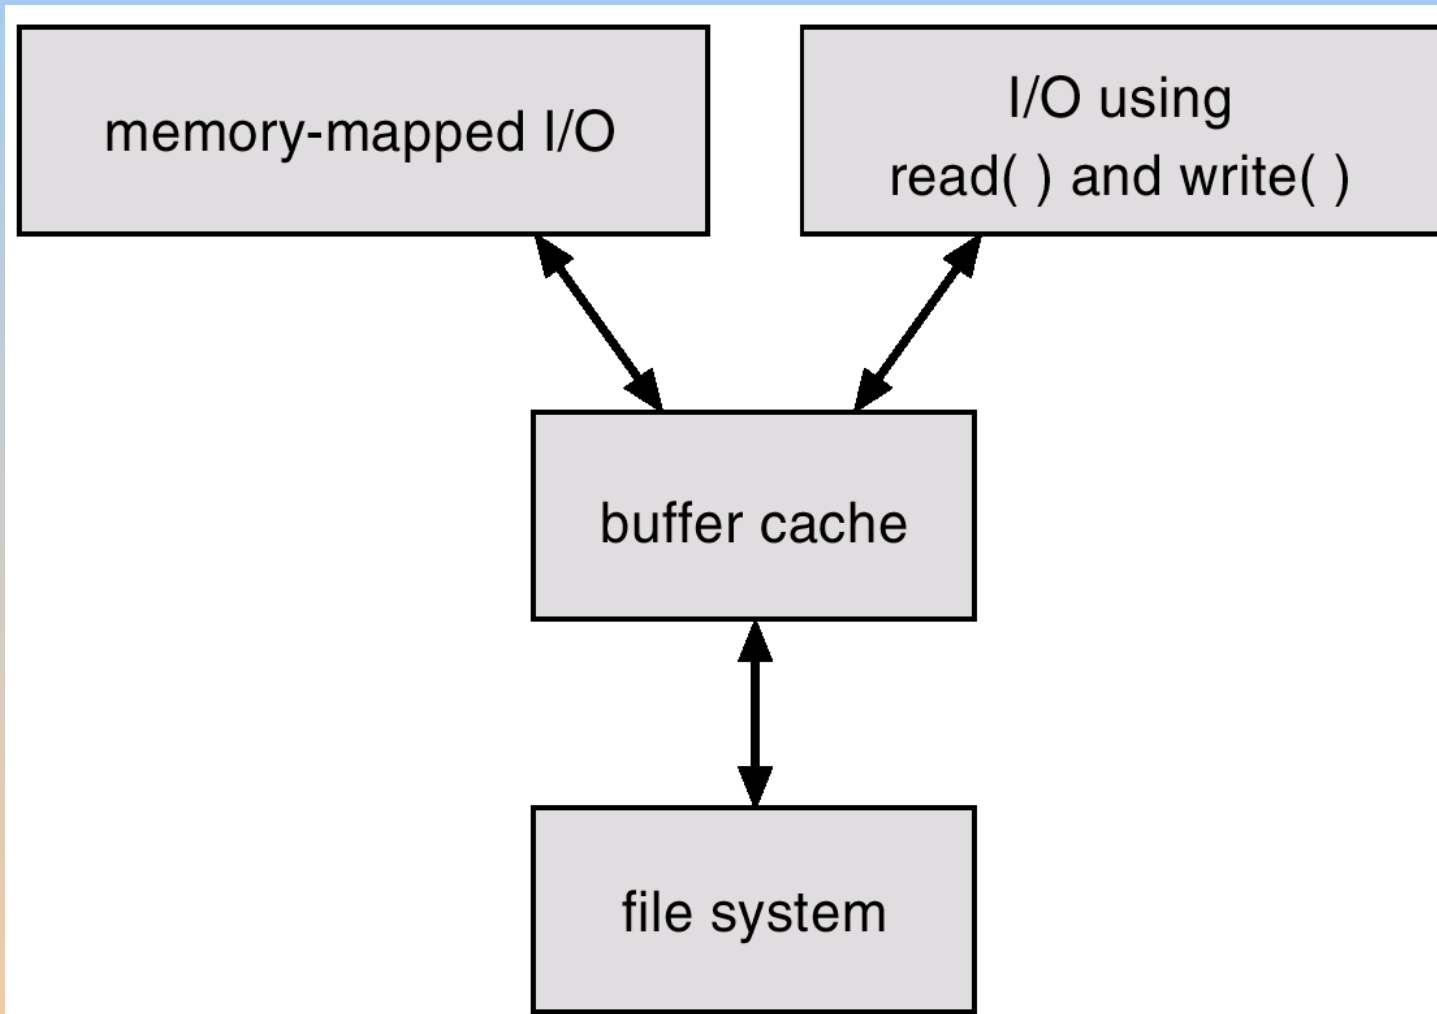 memory-mapped I/O
I/O using
read( ) and write( )
buffer cache
file system